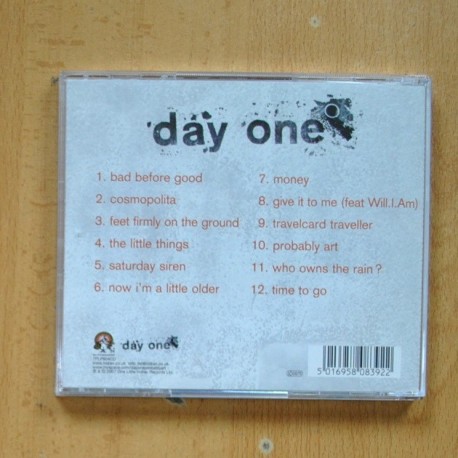 day one
1. bad before good
2. cosmopolita
3. feet firmly on the ground
4. the little things
5. saturday siren
6. now i'm a little older
7. money
8. give it to me (feat Will.I.Am)
9. travelcard traveller
10. probably art
11. who owns the rain?
12. time to go
day one
5 016958 083922